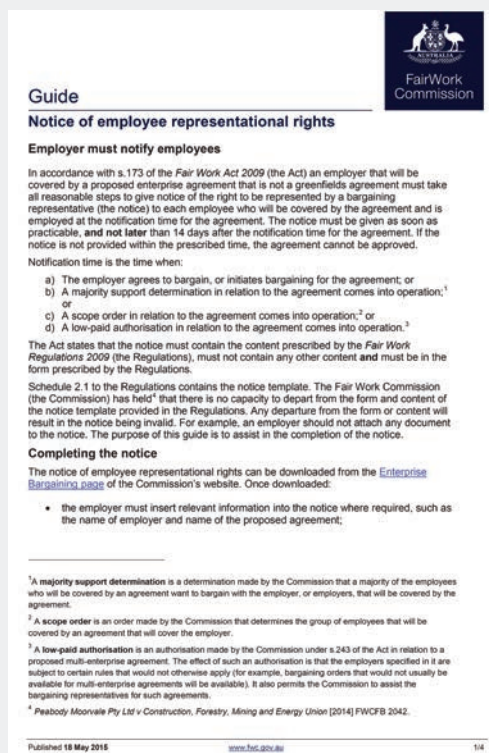 AUSTRALIA
FairWork
Commission
Guide
Notice of employee representational rights
Employer must notify employees
In accordance with s.173 of the Fair Work Act 2009 (the Act) an employer that will be
covered by a proposed enterprise agreement that is not a greenfields agreement must take
all reasonable steps to give notice of the right to be represented by a bargaining
representative (the notice) to each employee who will be covered by the agreement and is
employed at the notification time for the agreement. The notice must be given as soon as
practicable, and not later than 14 days after the notification time for the agreement. If the
notice is not provided within the prescribed time, the agreement cannot be approved.
Notification time is the time when:
a) The employer agrees to bargain, or initiates bargaining for the agreement; or
b) A majority support determination in relation to the agreement comes into operation;¹
or
c) A scope order in relation to the agreement comes into operation;² or
d) A low-paid authorisation in relation to the agreement comes into operation.³
The Act states that the notice must contain the content prescribed by the Fair Work
Regulations 2009 (the Regulations), must not contain any other content and must be in the
form prescribed by the Regulations.
Schedule 2.1 to the Regulations contains the notice template. The Fair Work Commission
(the Commission) has held⁴ that there is no capacity to depart from the form and content of
the notice template provided in the Regulations. Any departure from the form or content will
result in the notice being invalid. For example, an employer should not attach any document
to the notice. The purpose of this guide is to assist in the completion of the notice.
Completing the notice
The notice of employee representational rights can be downloaded from the Enterprise
Bargaining page of the Commission's website. Once downloaded:
• the employer must insert relevant information into the notice where required, such as
the name of employer and name of the proposed agreement;
¹A majority support determination is a determination made by the Commission that a majority of the employees
who will be covered by an agreement want to bargain with the employer, or employers, that will be covered by the
agreement.
² A scope order is an order made by the Commission that determines the group of employees that will be
covered by an agreement that will cover the employer.
³ A low-paid authorisation is an authorisation made by the Commission under s.243 of the Act in relation to a
proposed multi-enterprise agreement. The effect of such an authorisation is that the employers specified in it are
subject to certain rules that would not otherwise apply (for example, bargaining orders that would not usually be
available for multi-enterprise agreements will be available). It also permits the Commission to assist the
bargaining representatives for such agreements.
⁴ Peabody Moorvale Pty Ltd v Construction, Forestry, Mining and Energy Union [2014] FWCFB 2042.
Published 18 May 2015 www.fwc.gov.au 1/4